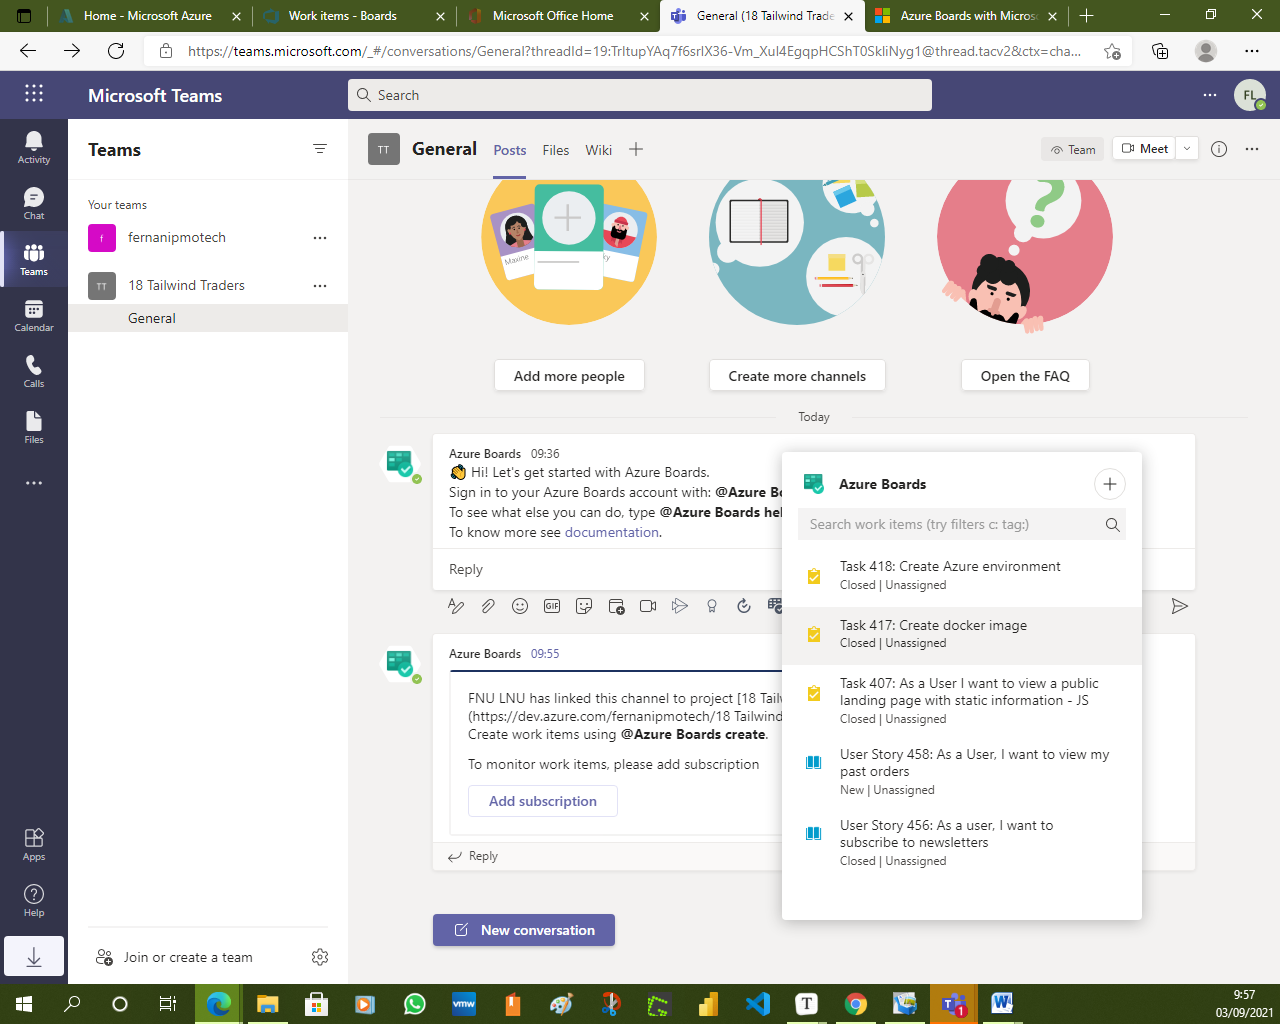 Home - Microsoft Azure
Work items - Boards
Microsoft Office Home
General (18 Tailwind Trade
Azure Boards with Micros
https://teams.microsoft.com/_#/conversations/General?threadId=19:TrItupYAq7f6srIX36-Vm_Xul4EgqpHCShT0SkIiNyg1@thread.tacv2&ctx=cha...
Microsoft Teams
Search
FL
Activity
Chat
Teams
Calendar
Calls
Files
Apps
Help
Teams
Your teams
f
fernanipmotech
TT
18 Tailwind Traders
General
Join or create a team
TT
General
Posts
Files
Wiki
Team
Meet
Maxine
ky
Add more people
Create more channels
Open the FAQ
Today
Azure Boards 09:36
Hi! Let's get started with Azure Boards.
Sign in to your Azure Boards account with: @Azure Bo
To see what else you can do, type @Azure Boards hel
To know more see documentation.
Reply
GIF
Azure Boards 09:55
FNU LNU has linked this channel to project [18 Tailw
(https://dev.azure.com/fernanipmotech/18 Tailwind
Create work items using @Azure Boards create.
To monitor work items, please add subscription
Add subscription
Reply
New conversation
Azure Boards
Search work items (try filters c: tag:)
Task 418: Create Azure environment
Closed | Unassigned
Task 417: Create docker image
Closed | Unassigned
Task 407: As a User I want to view a public
landing page with static information - JS
Closed | Unassigned
User Story 458: As a User, I want to view my
past orders
New | Unassigned
User Story 456: As a user, I want to
subscribe to newsletters
Closed | Unassigned
vmw
T
1
9:57
03/09/2021